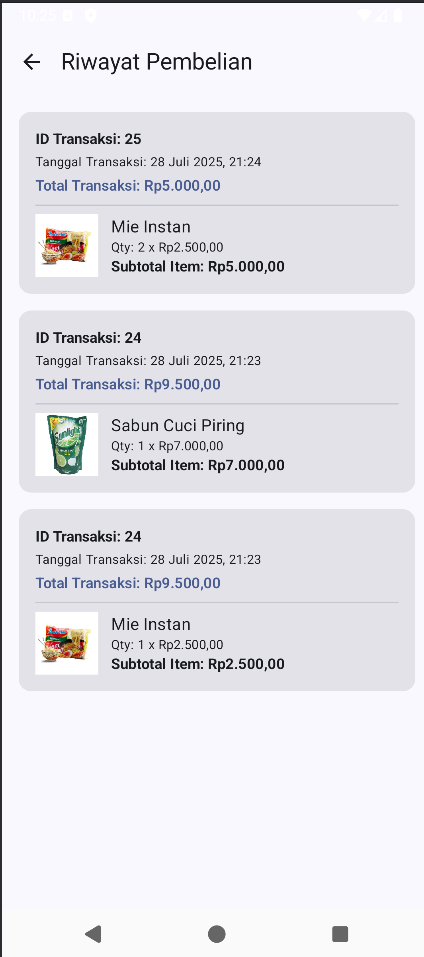 10:25
Riwayat Pembelian
ID Transaksi: 25
Tanggal Transaksi: 28 Juli 2025, 21:24
Total Transaksi: Rp5.000,00
Mie Instan
Qty: 2 x Rp2.500,00
Subtotal Item: Rp5.000,00
ID Transaksi: 24
Tanggal Transaksi: 28 Juli 2025, 21:23
Total Transaksi: Rp9.500,00
Sunlight
Sabun Cuci Piring
Qty: 1 x Rp7.000,00
Subtotal Item: Rp7.000,00
ID Transaksi: 24
Tanggal Transaksi: 28 Juli 2025, 21:23
Total Transaksi: Rp9.500,00
Mie Instan
Qty: 1 x Rp2.500,00
Subtotal Item: Rp2.500,00